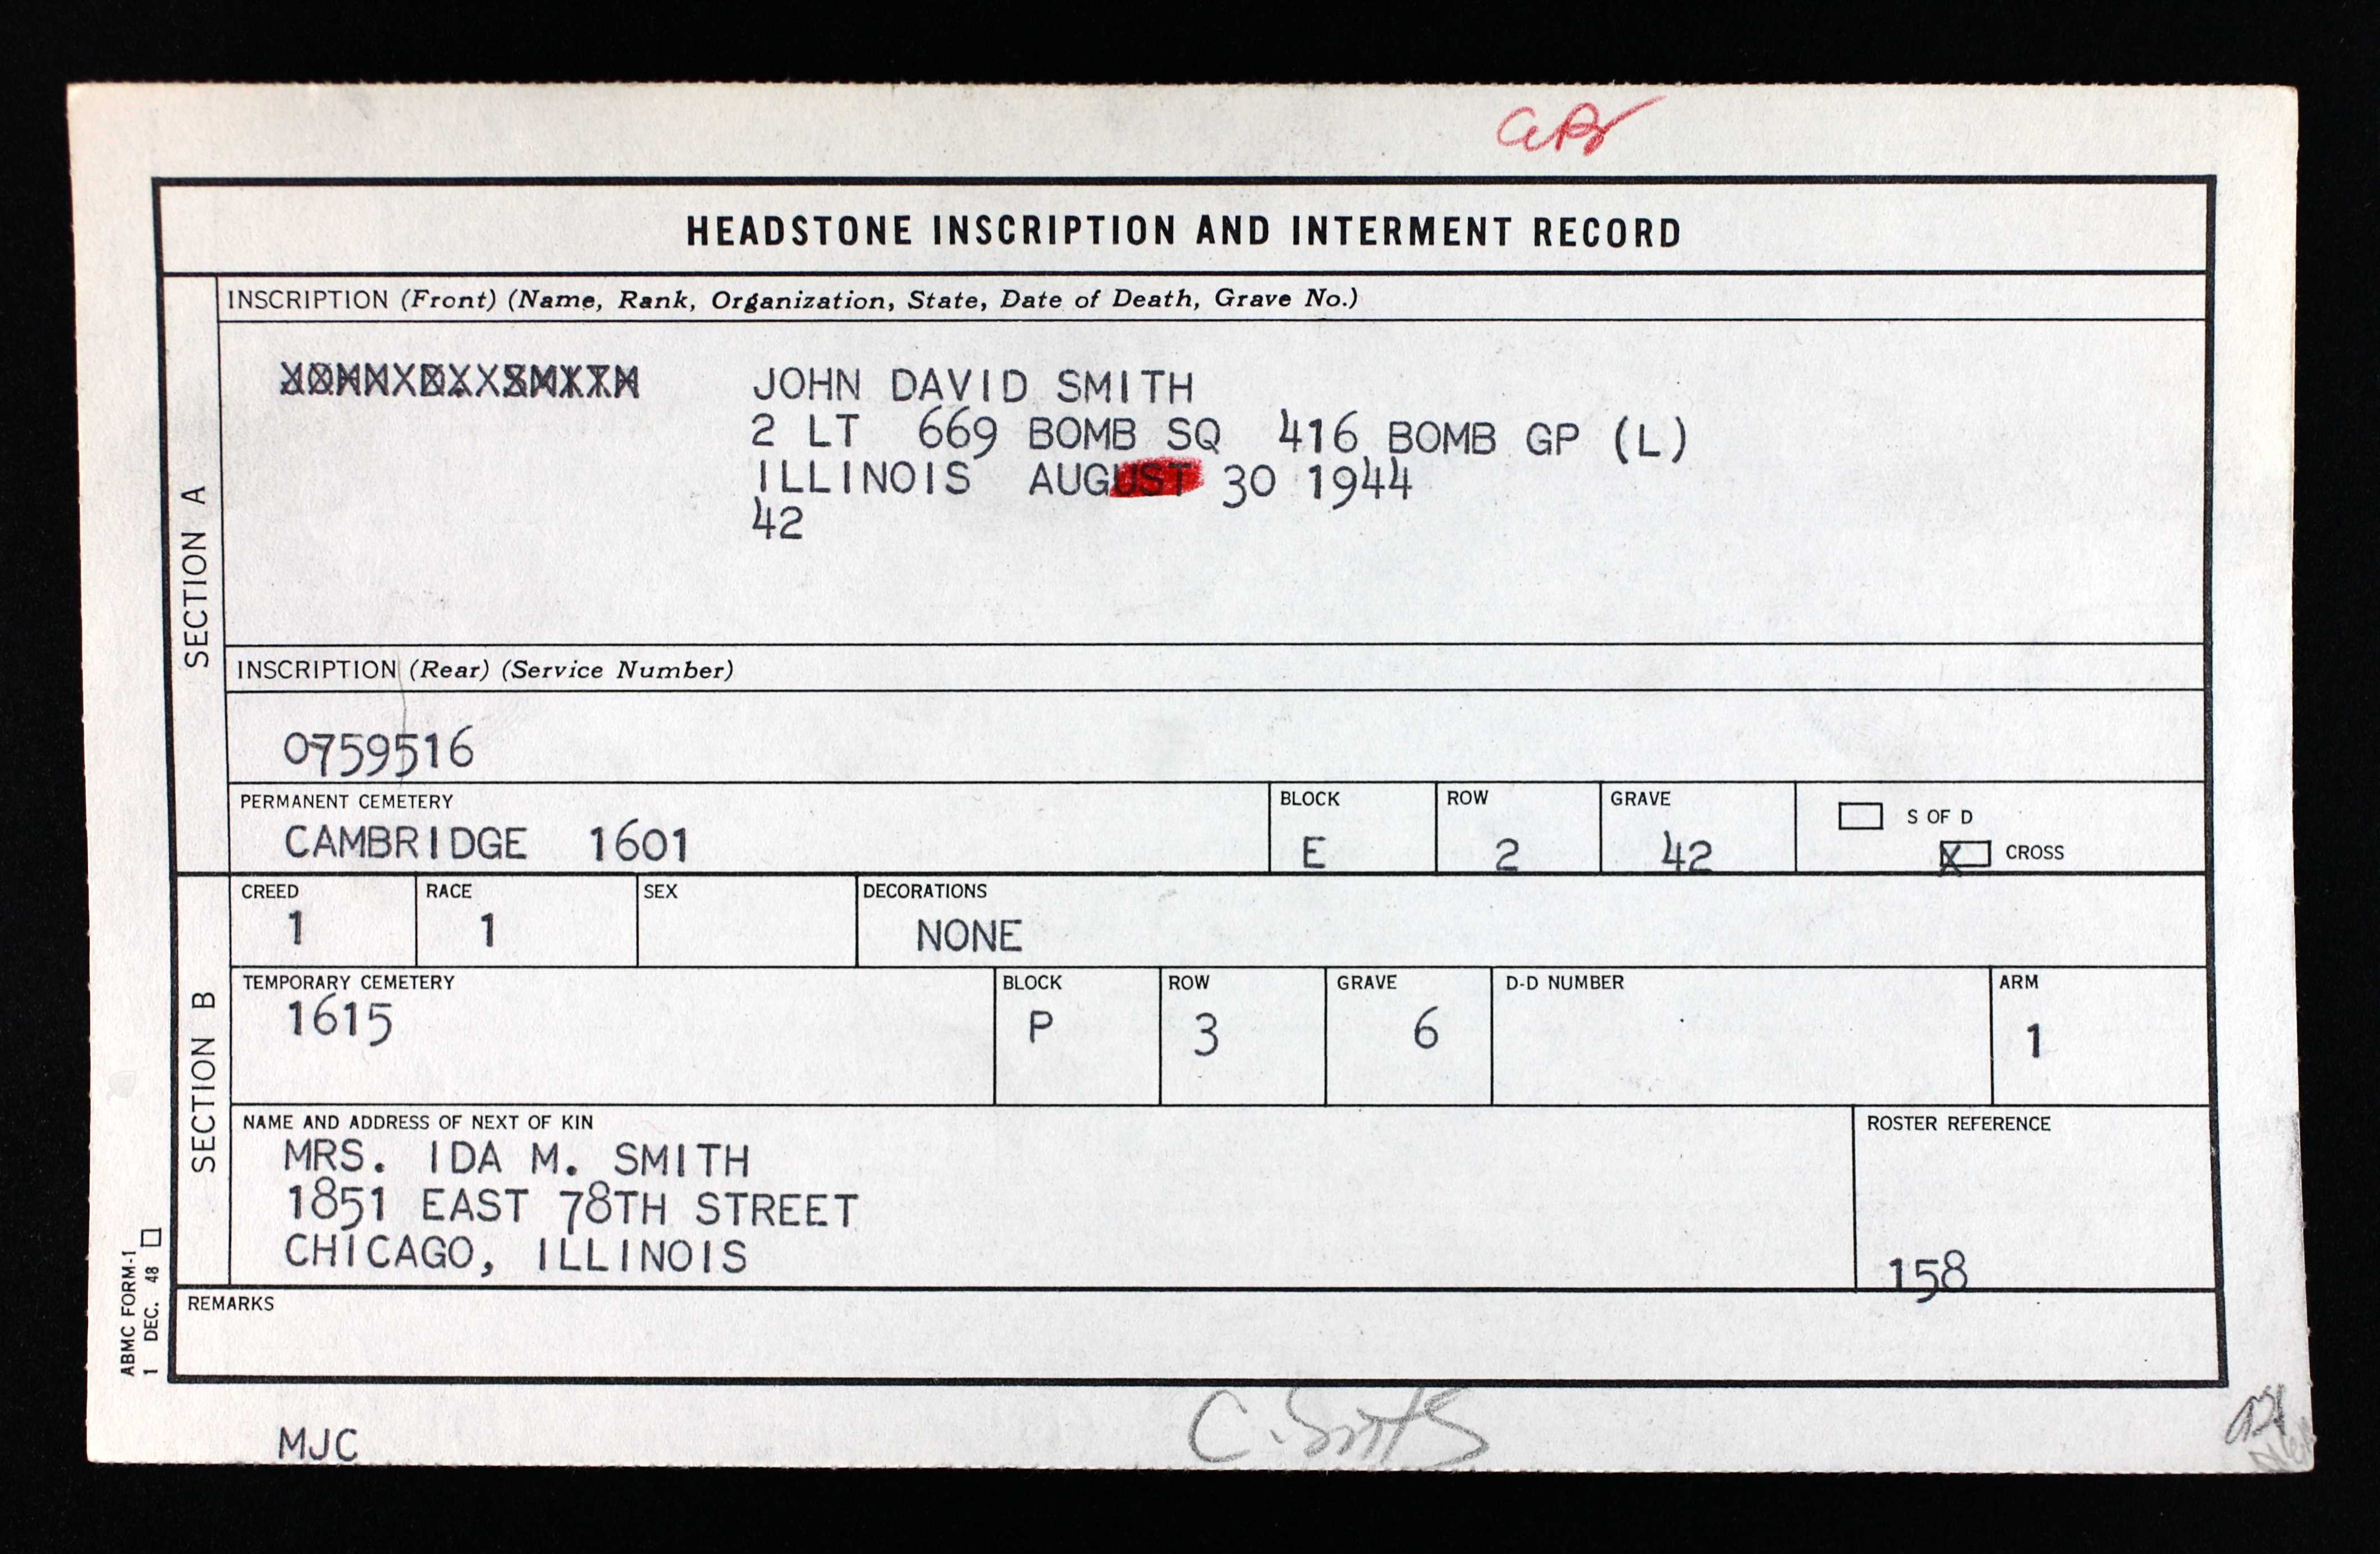 HEADSTONE INSCRIPTION AND INTERMENT RECORD
SECTION A
INSCRIPTION (Front) (Name, Rank, Organization, State, Date of Death, Grave No.)
JOHN DAVID SMITH
2 LT 669 BOMB SQ 416 BOMB GP (L)
ILLINOIS AUGUST 30 1944
42
INSCRIPTION (Rear) (Service Number)
0759516
PERMANENT CEMETERY BLOCK ROW GRAVE S OF D
CAMBRIDGE 1601 E 2 42 X CROSS
SECTION B
CREED RACE SEX DECORATIONS
1 1 NONE
TEMPORARY CEMETERY BLOCK ROW GRAVE D-D NUMBER ARM
1615 P 3 6 1
NAME AND ADDRESS OF NEXT OF KIN ROSTER REFERENCE
MRS. IDA M. SMITH
1851 EAST 78TH STREET
CHICAGO, ILLINOIS
158
REMARKS
ABMC FORM-1
1 DEC. 48
MJC